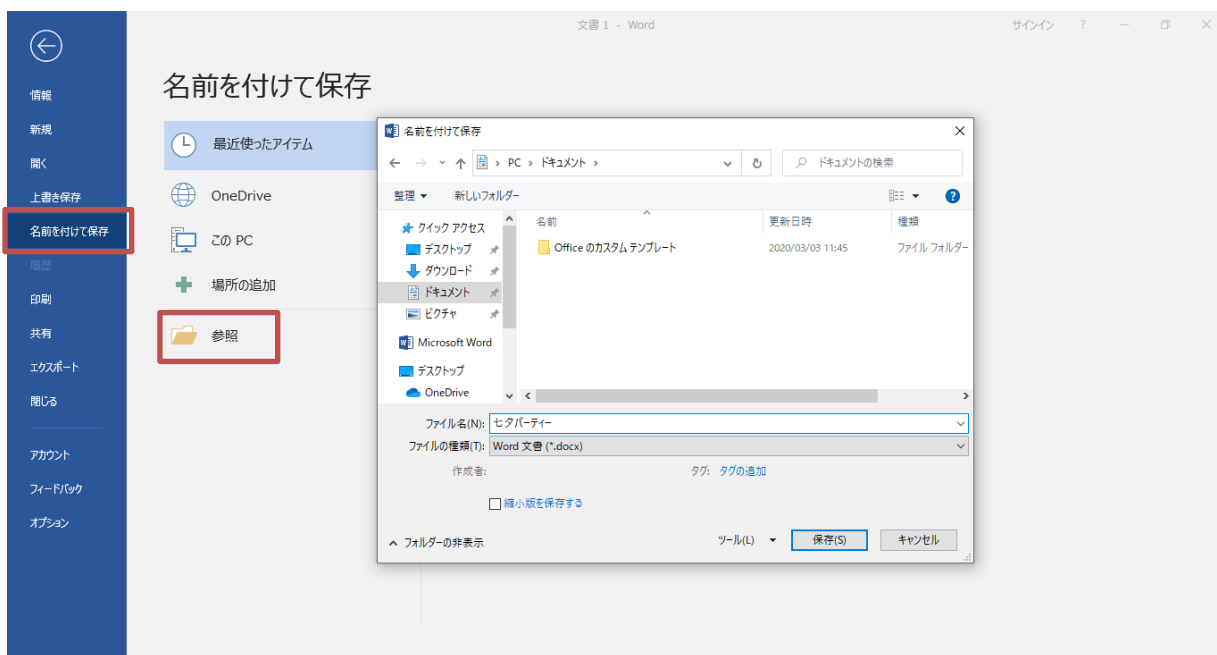 文書 1 - Word
サインイン ?
情報
新規
開く
上書き保存
名前を付けて保存
履歴
印刷
共有
エクスポート
閉じる
アカウント
フィードバック
オプション
名前を付けて保存
最近使ったアイテム
OneDrive
この PC
場所の追加
参照
名前を付けて保存
PC › ドキュメント ›
ドキュメントの検索
整理 新しいフォルダー
クイック アクセス
デスクトップ
ダウンロード
ドキュメント
ピクチャ
Microsoft Word
デスクトップ
OneDrive
名前 更新日時 種類
Office のカスタム テンプレート 2020/03/03 11:45 ファイル フォルダー
ファイル名(N): 七夕パーティー
ファイルの種類(T): Word 文書 (*.docx)
作成者: タグ: タグの追加
縮小版を保存する
フォルダーの非表示 ツール(L) 保存(S) キャンセル